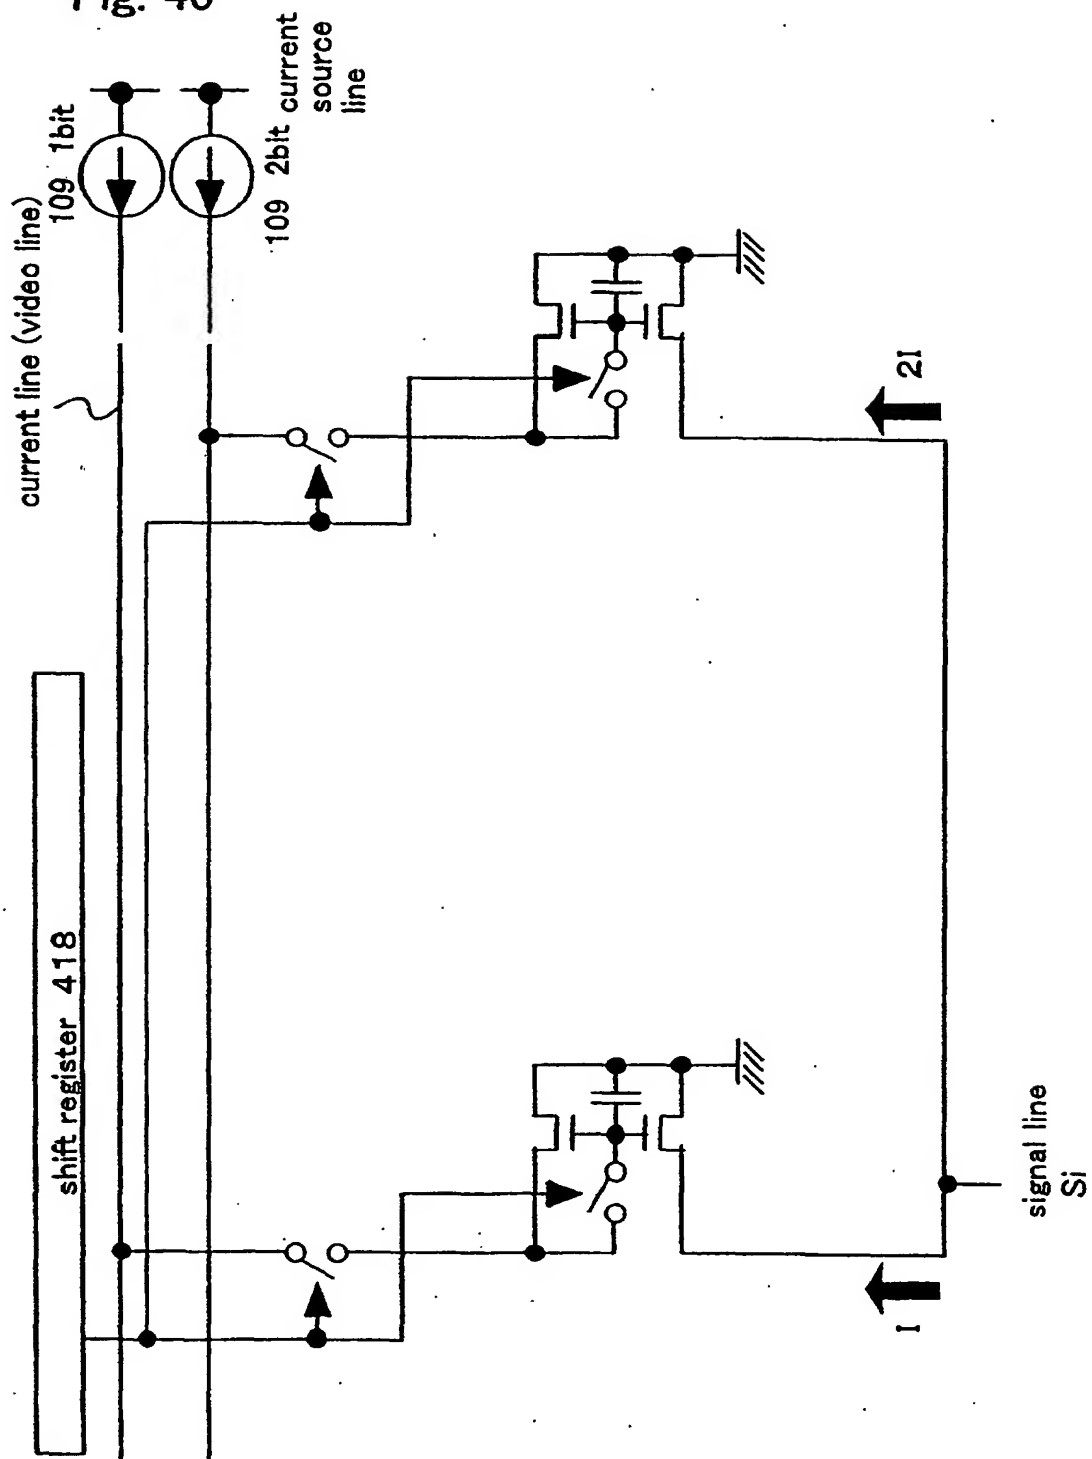 Fig. 46
current line (video line)
109 1bit
109 2bit
current
source
line
shift register 418
2I
I
signal line
Si